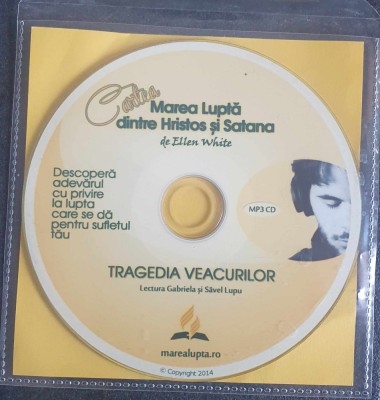 Cartea
Marea Luptă
dintre Hristos și Satana
de Ellen White
Descoperă
adevărul
cu privire
la lupta
care se dă
pentru sufletul
tău
MP3 CD
TRAGEDIA VEACURILOR
Lectura Gabriela și Săvel Lupu
marealupta.ro
© Copyright 2014